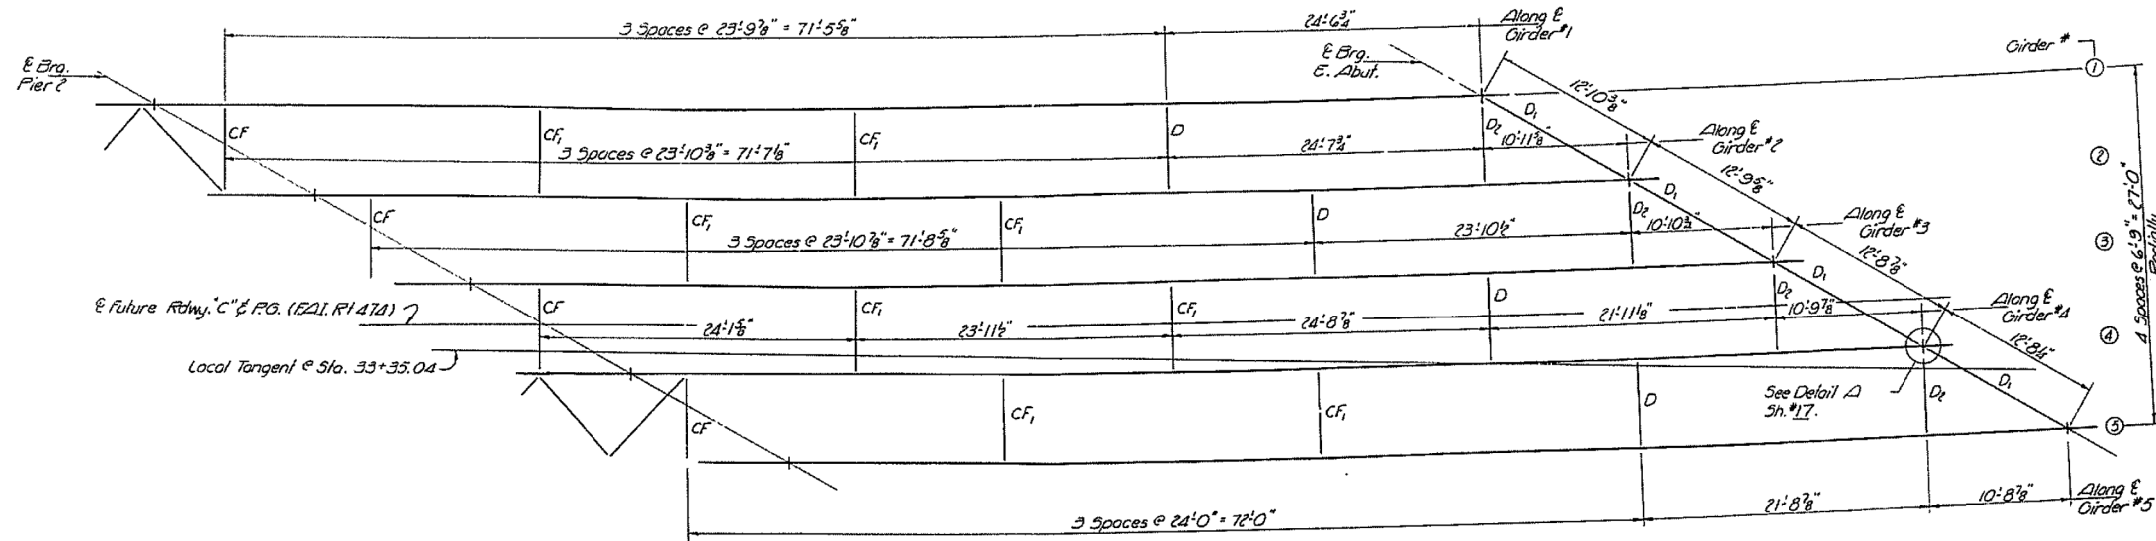 3 Spaces @ 23'-9⅞" = 71'-5⅝"
24'-6¾"
Along ℄
Girder #1
℄ Brg.
Pier 2
℄ Brg.
E. Abut.
Girder #
1
12'-10⅜"
CF
CF₁
CF₁
D
D₂
D₁
3 Spaces @ 23'-10⅜" = 71'-7⅛"
24'-7¾"
10'-11⅝"
Along ℄
Girder #2
2
12'-9⅝"
CF
CF₁
CF₁
D
D₂
D₁
3 Spaces @ 23'-10⅞" = 71'-8⅝"
23'-10½"
10'-10¾"
Along ℄
Girder #3
3
4 Spaces @ 6'-9" = 27'-0"
12'-8⅞"
℄ Future Rdwy. "C" & P.G. (F.A.I. Rt 474)
CF
CF₁
CF₁
D
D₂
D₁
24'-1⅝"
23'-11½"
24'-8⅞"
21'-11⅛"
10'-9⅞"
Along ℄
Girder #4
4
12'-8¼"
Local Tangent @ Sta. 33+35.04
CF
CF₁
CF₁
D
See Detail A
Sh. #17.
D₂
D₁
5
3 Spaces @ 24'-0" = 72'-0"
21'-8⅞"
10'-8⅞"
Along ℄
Girder #5